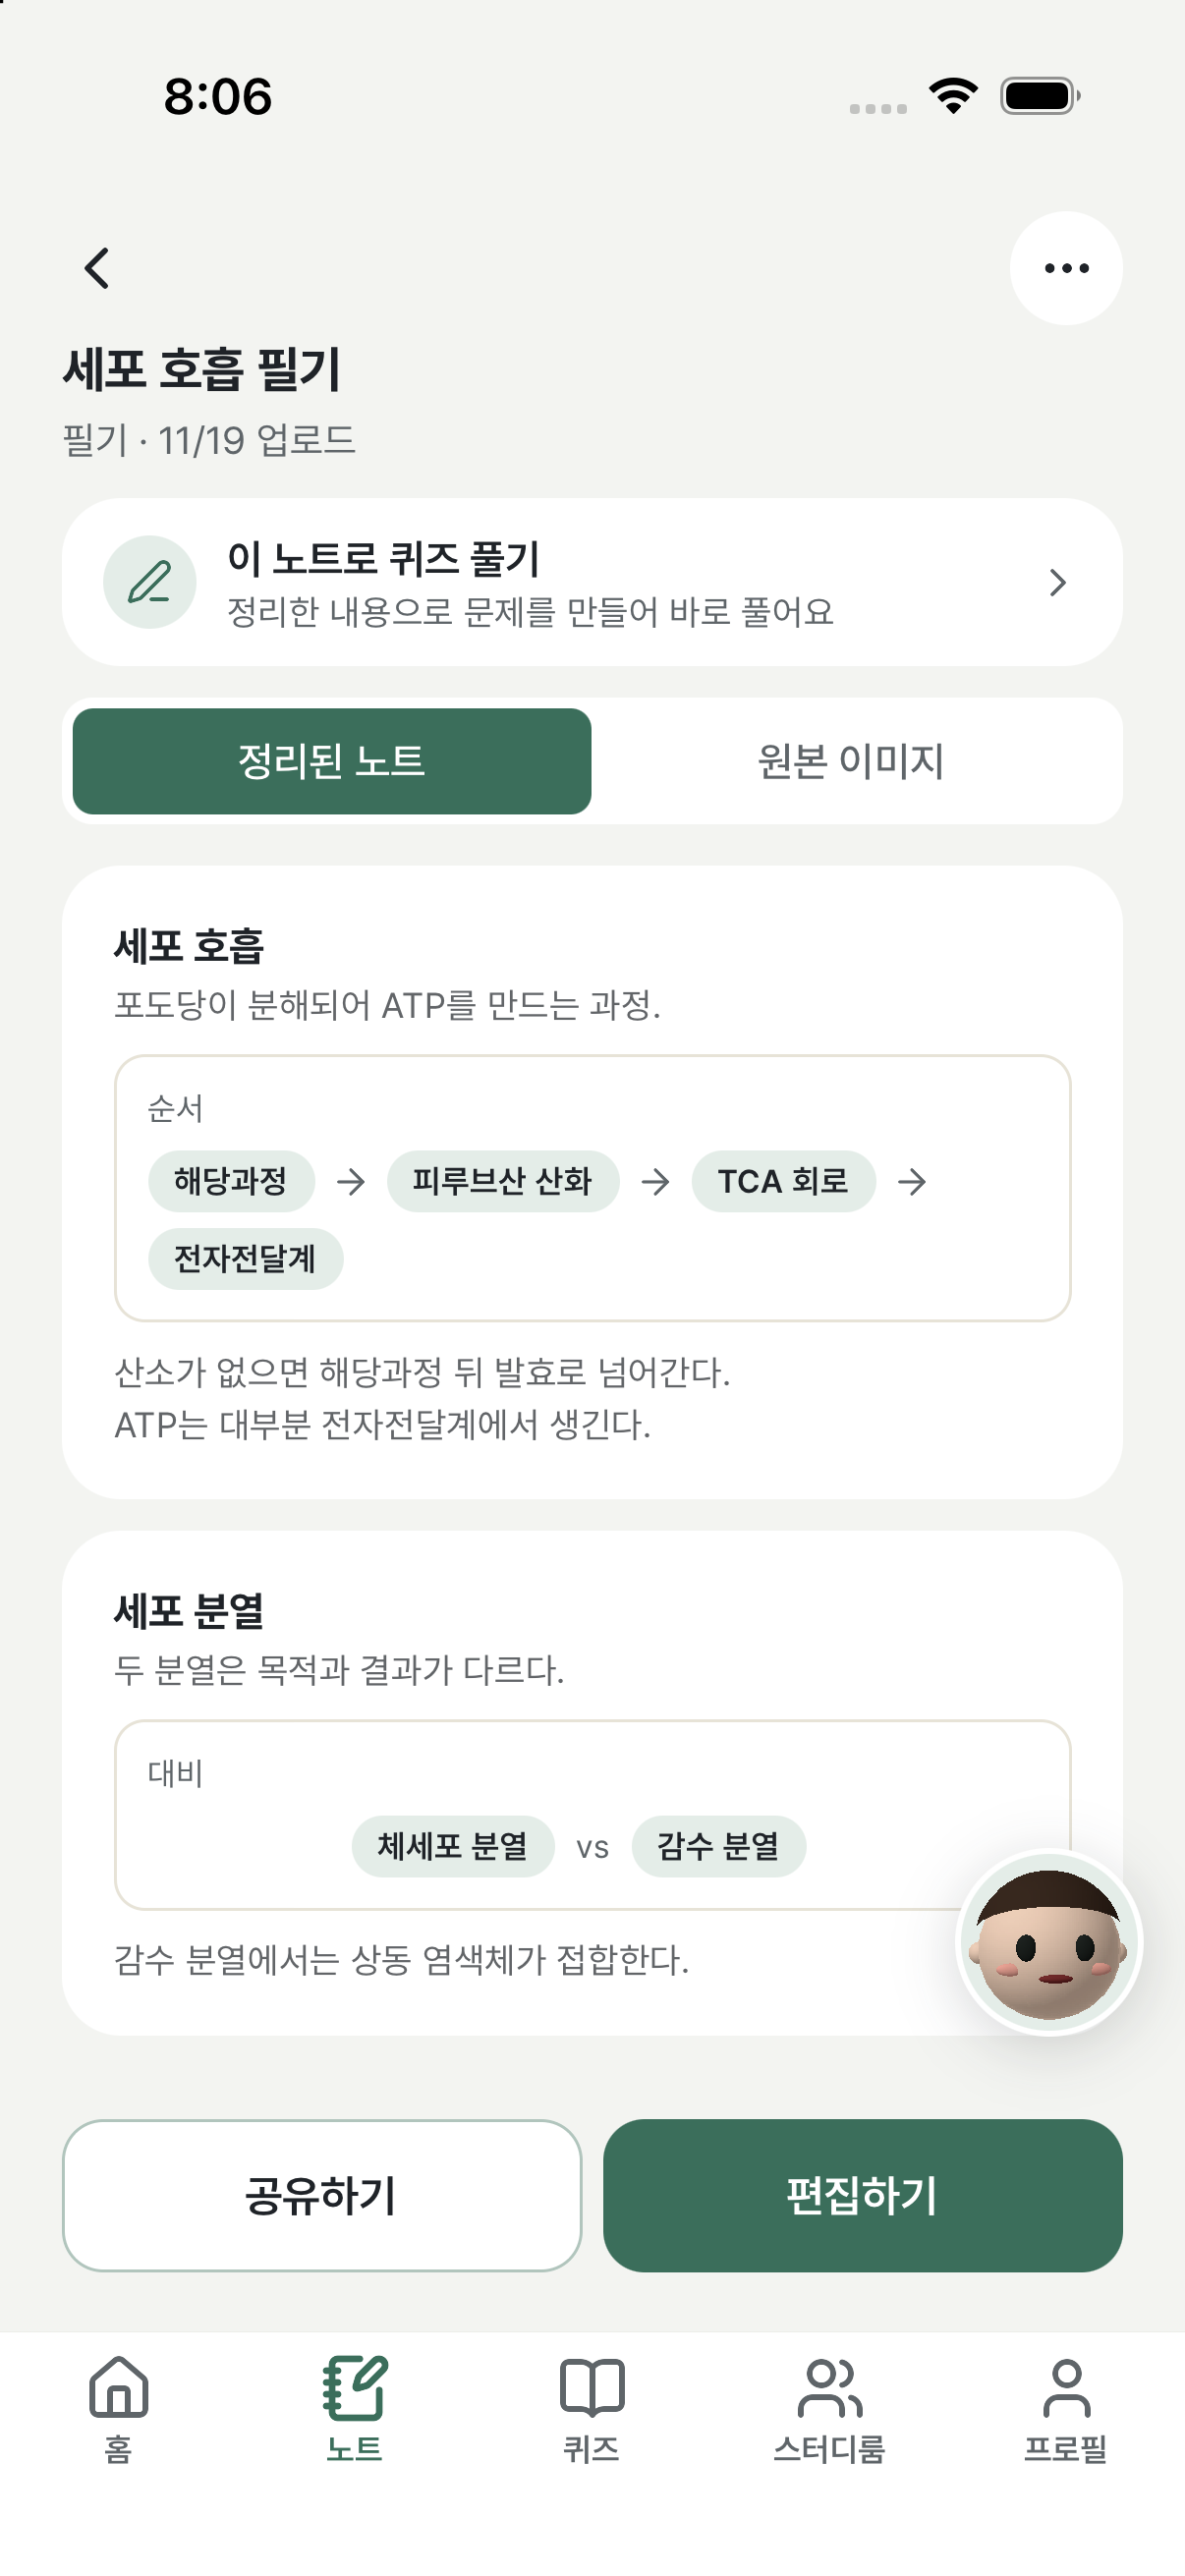 8:06
세포 호흡 필기
필기 · 11/19 업로드
이 노트로 퀴즈 풀기
정리한 내용으로 문제를 만들어 바로 풀어요
정리된 노트
원본 이미지
세포 호흡
포도당이 분해되어 ATP를 만드는 과정.
순서
해당과정 → 피루브산 산화 → TCA 회로 →
전자전달계
산소가 없으면 해당과정 뒤 발효로 넘어간다.
ATP는 대부분 전자전달계에서 생긴다.
세포 분열
두 분열은 목적과 결과가 다르다.
대비
체세포 분열 vs 감수 분열
감수 분열에서는 상동 염색체가 접합한다.
공유하기
편집하기
홈
노트
퀴즈
스터디룸
프로필